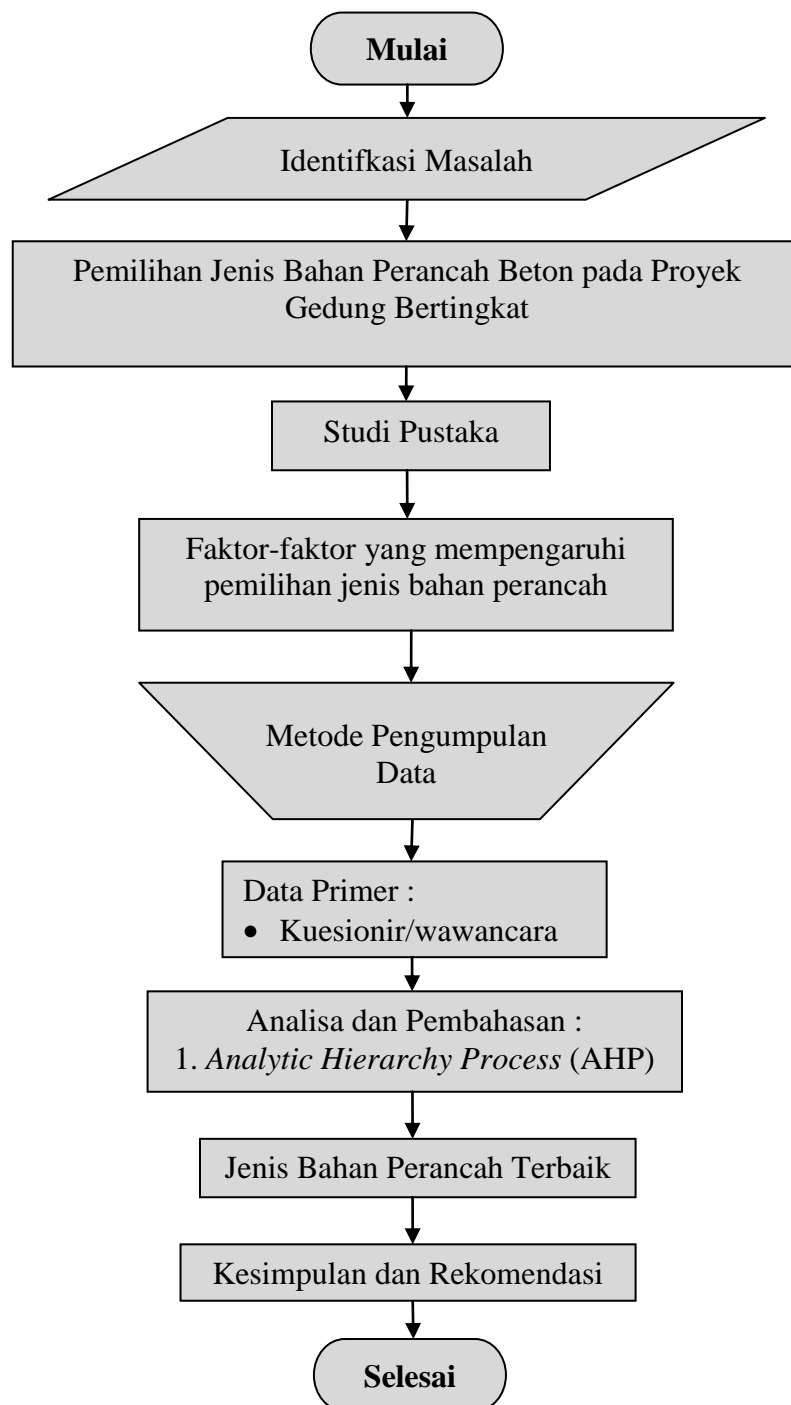 Mulai
Identifkasi Masalah
Pemilihan Jenis Bahan Perancah Beton pada Proyek
Gedung Bertingkat
Studi Pustaka
Faktor-faktor yang mempengaruhi
pemilihan jenis bahan perancah
Metode Pengumpulan
Data
Data Primer :
• Kuesionir/wawancara
Analisa dan Pembahasan :
1. Analytic Hierarchy Process (AHP)
Jenis Bahan Perancah Terbaik
Kesimpulan dan Rekomendasi
Selesai